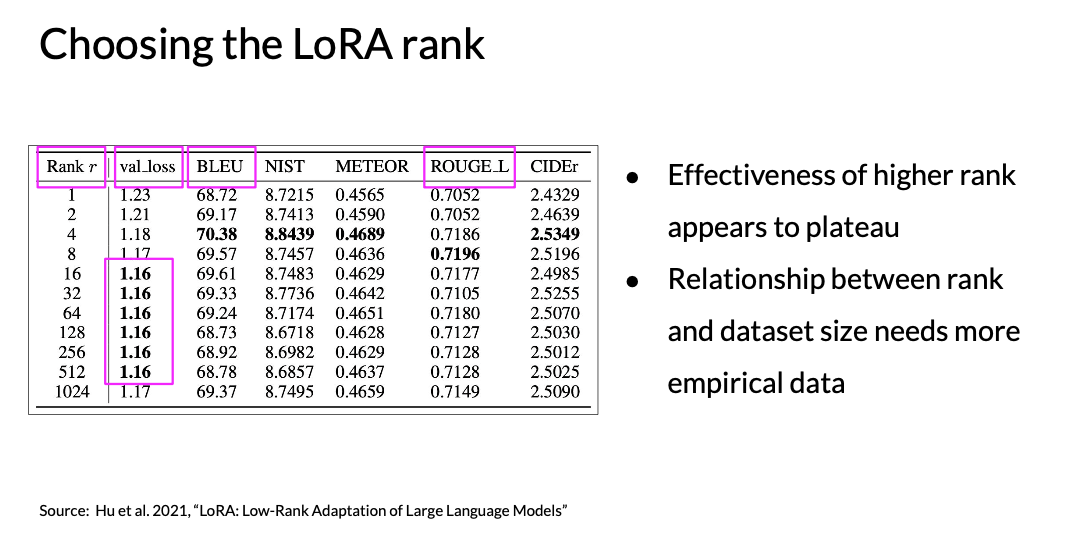 Choosing the LoRA rank
Rank r | val_loss BLEU NIST METEOR ROUGE_L CIDEr
1 1.23 68.72 8.7215 0.4565 0.7052 2.4329
2 1.21 69.17 8.7413 0.4590 0.7052 2.4639
4 1.18 70.38 8.8439 0.4689 0.7186 2.5349
8 1.17 69.57 8.7457 0.4636 0.7196 2.5196
16 1.16 69.61 8.7483 0.4629 0.7177 2.4985
32 1.16 69.33 8.7736 0.4642 0.7105 2.5255
64 1.16 69.24 8.7174 0.4651 0.7180 2.5070
128 1.16 68.73 8.6718 0.4628 0.7127 2.5030
256 1.16 68.92 8.6982 0.4629 0.7128 2.5012
512 1.16 68.78 8.6857 0.4637 0.7128 2.5025
1024 1.17 69.37 8.7495 0.4659 0.7149 2.5090
● Effectiveness of higher rank
appears to plateau
● Relationship between rank
and dataset size needs more
empirical data
Source: Hu et al. 2021, “LoRA: Low-Rank Adaptation of Large Language Models”